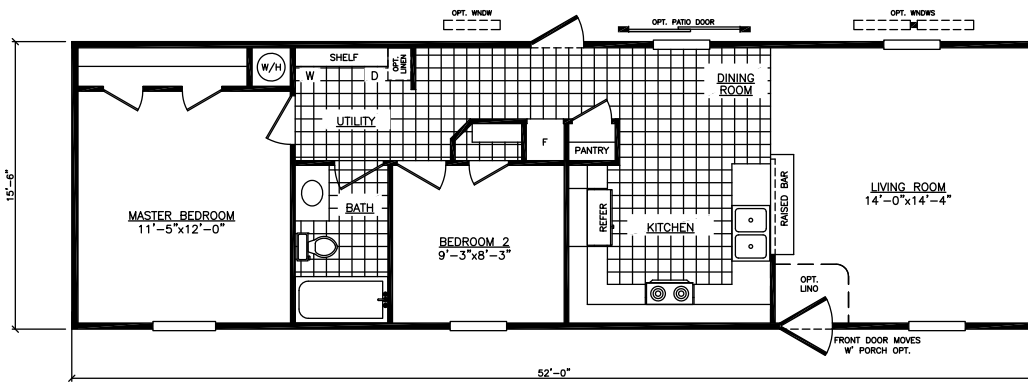 OPT. WNDW
OPT. PATIO DOOR
OPT. WNDWS
W/H
SHELF
W
D
OPT.
LINEN
DINING
ROOM
UTILITY
F
PANTRY
15'-6"
MASTER BEDROOM
11'-5"x12'-0"
BATH
BEDROOM 2
9'-3"x8'-3"
REFER
KITCHEN
RAISED BAR
LIVING ROOM
14'-0"x14'-4"
OPT.
LINO
FRONT DOOR MOVES
W' PORCH OPT.
52'-0"